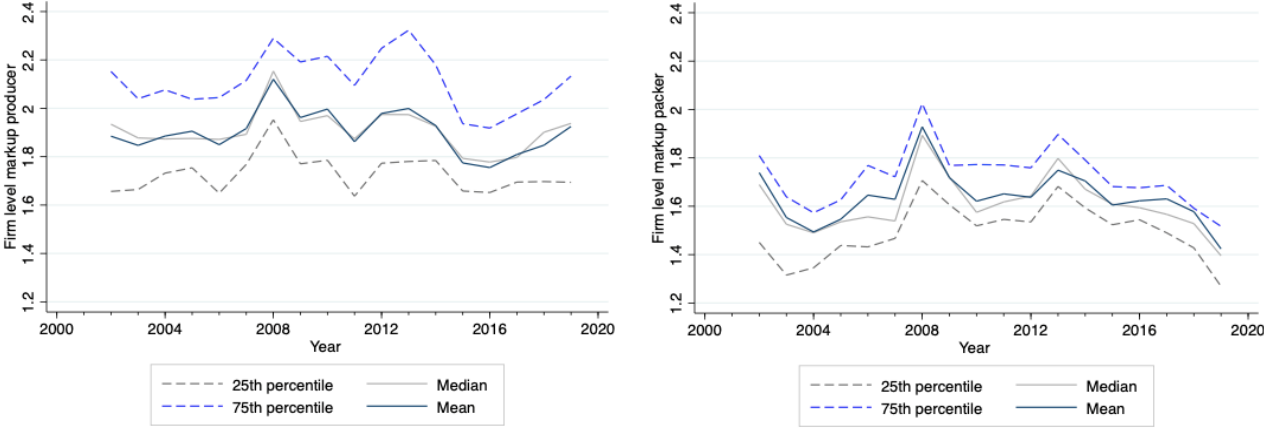 Firm level markup producer
2.4
2.2
2
1.8
1.6
1.4
1.2
2000 2004 2008 2012 2016 2020
Year
25th percentile Median
75th percentile Mean
Firm level markup packer
2.4
2.2
2
1.8
1.6
1.4
1.2
2000 2004 2008 2012 2016 2020
Year
25th percentile Median
75th percentile Mean